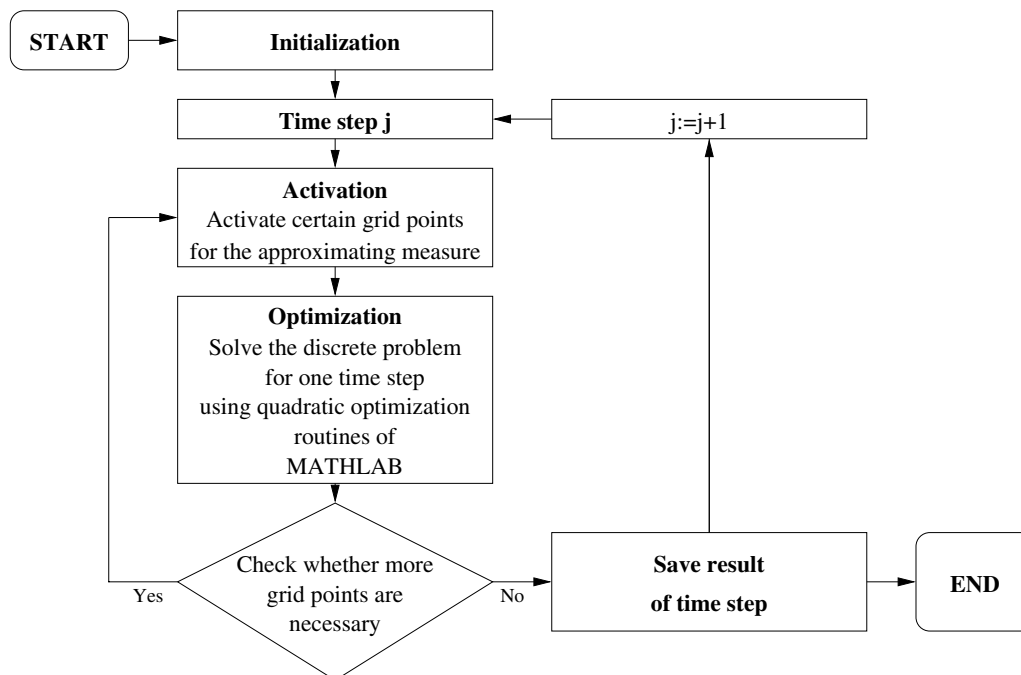 START
Initialization
Time step j
j:=j+1
Activation
Activate certain grid points
for the approximating measure
Optimization
Solve the discrete problem
for one time step
using quadratic optimization
routines of
MATHLAB
Check whether more
grid points are
necessary
Yes
No
Save result
of time step
END